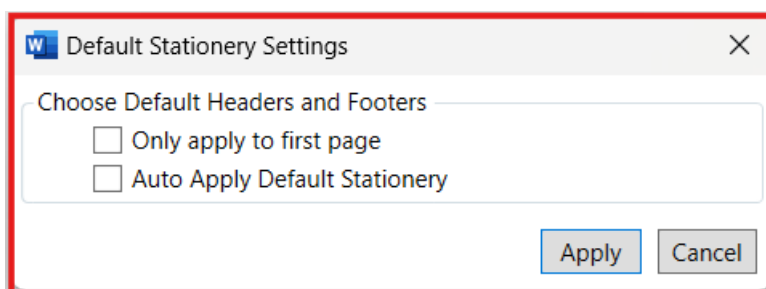 Default Stationery Settings
Choose Default Headers and Footers
Only apply to first page
Auto Apply Default Stationery
Apply Cancel